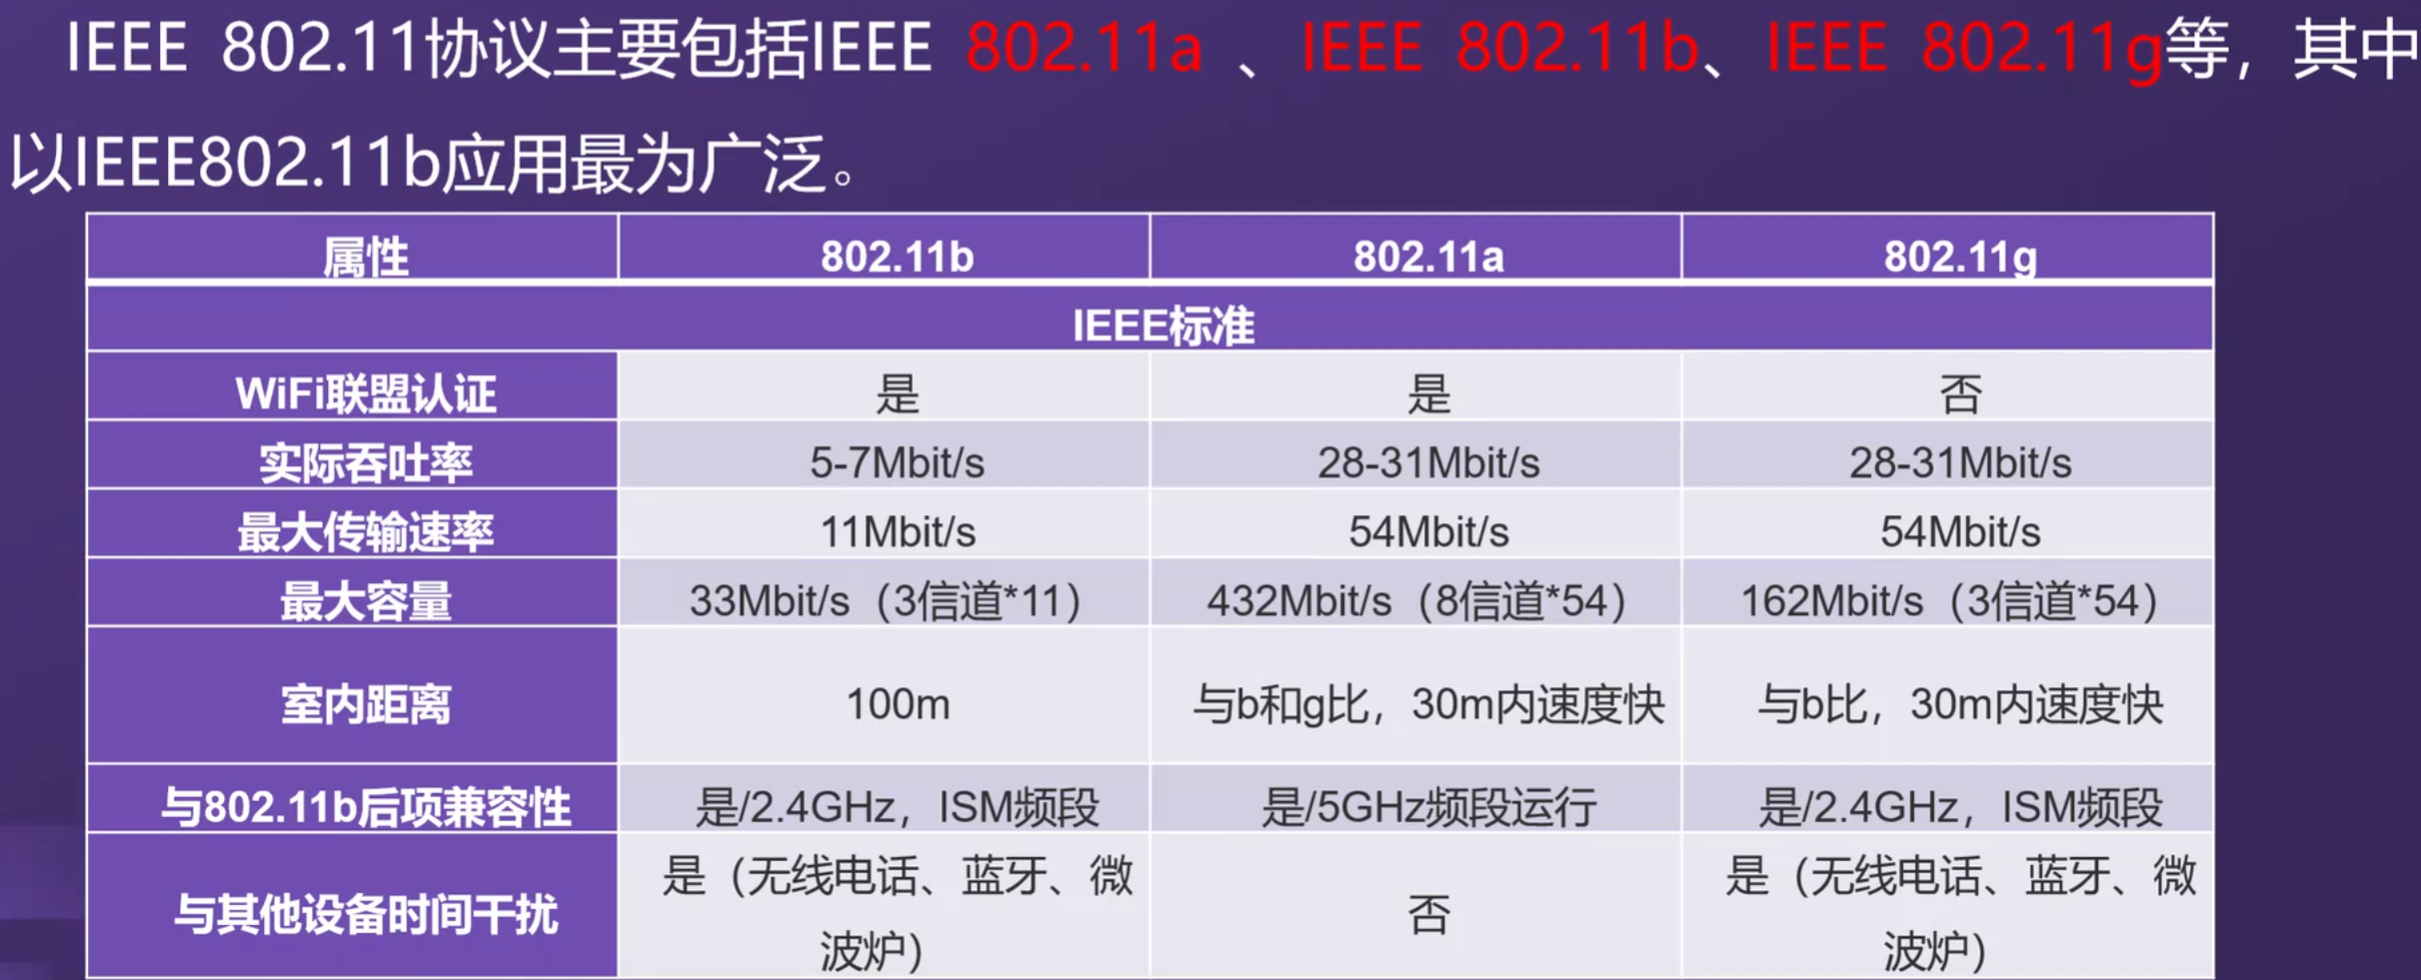 IEEE 802.11协议主要包括IEEE 802.11a 、IEEE 802.11b、IEEE 802.11g等，其中
以IEEE802.11b应用最为广泛。
属性 802.11b 802.11a 802.11g
IEEE标准
WiFi联盟认证 是 是 否
实际吞吐率 5-7Mbit/s 28-31Mbit/s 28-31Mbit/s
最大传输速率 11Mbit/s 54Mbit/s 54Mbit/s
最大容量 33Mbit/s（3信道*11） 432Mbit/s（8信道*54） 162Mbit/s（3信道*54）
室内距离 100m 与b和g比，30m内速度快 与b比，30m内速度快
与802.11b后项兼容性 是/2.4GHz，ISM频段 是/5GHz频段运行 是/2.4GHz，ISM频段
与其他设备时间干扰 是（无线电话、蓝牙、微
波炉） 否 是（无线电话、蓝牙、微
波炉）